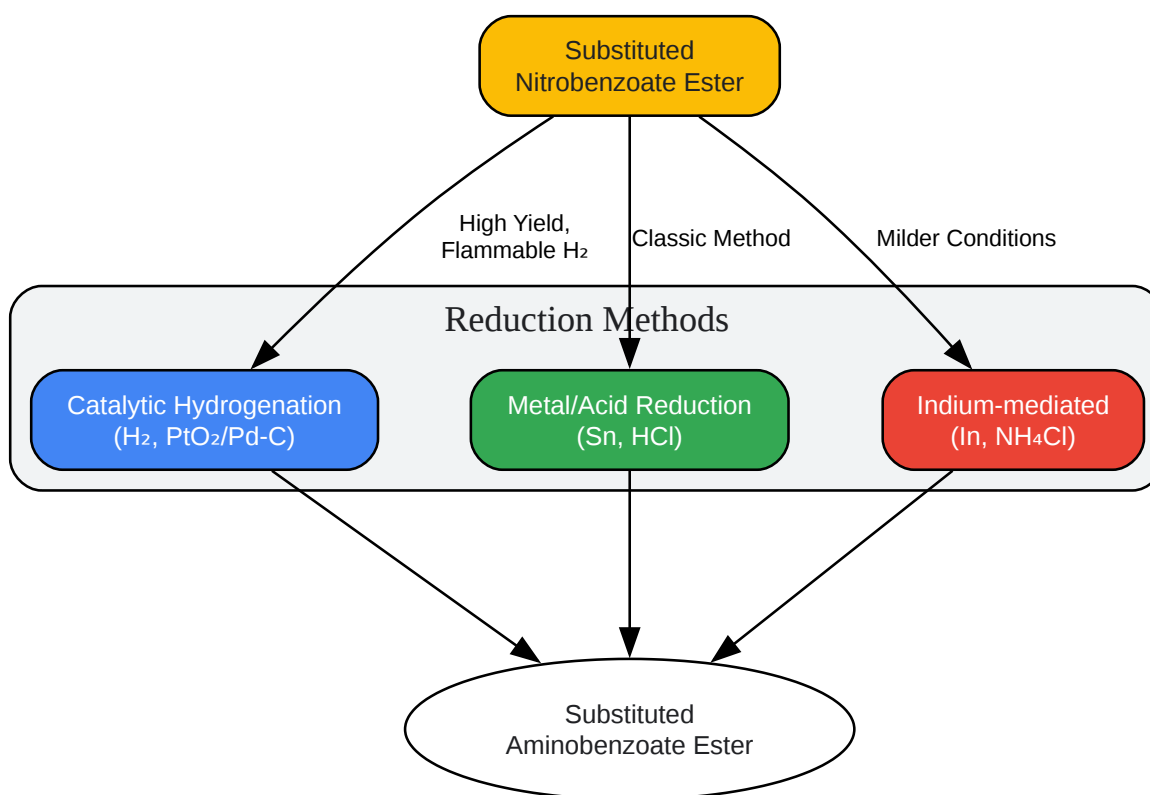 Substituted
Nitrobenzoate Ester
High Yield,
Flammable H₂
Classic Method
Milder Conditions
Reduction Methods
Catalytic Hydrogenation
(H₂, PtO₂/Pd-C)
Metal/Acid Reduction
(Sn, HCl)
Indium-mediated
(In, NH₄Cl)
Substituted
Aminobenzoate Ester